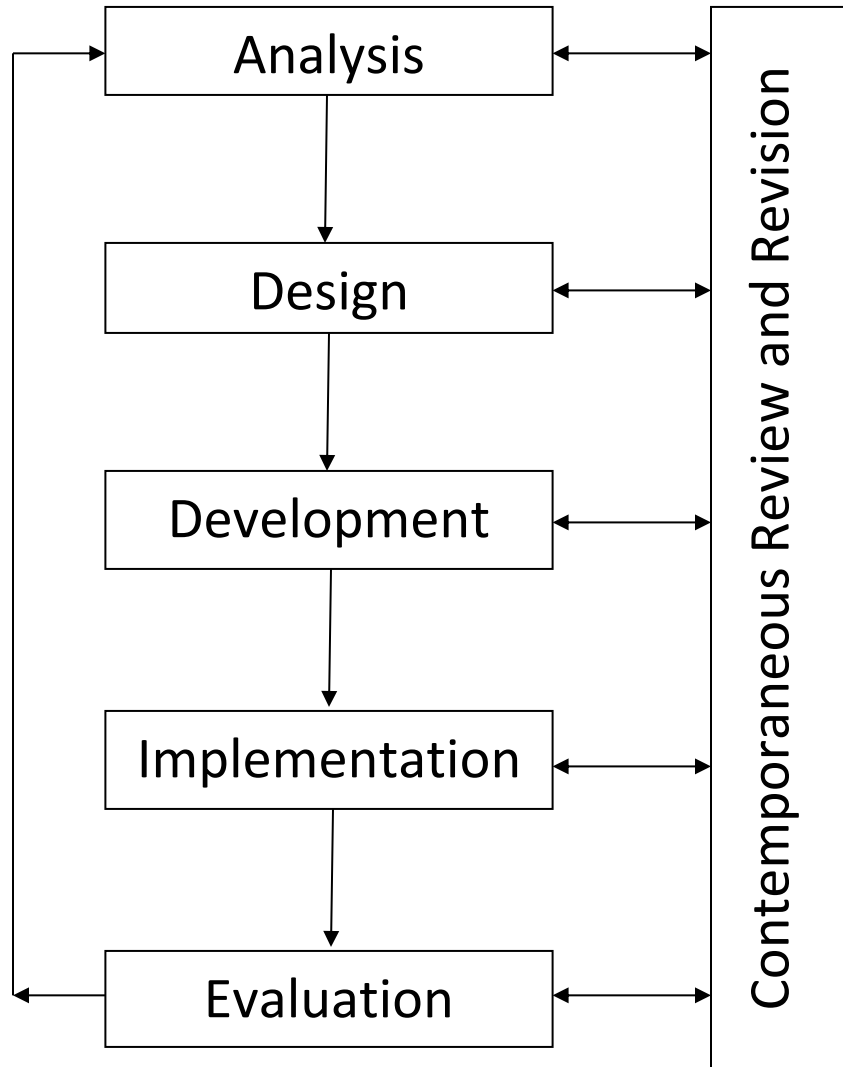 Analysis
Design
Development
Implementation
Evaluation
Contemporaneous Review and Revision